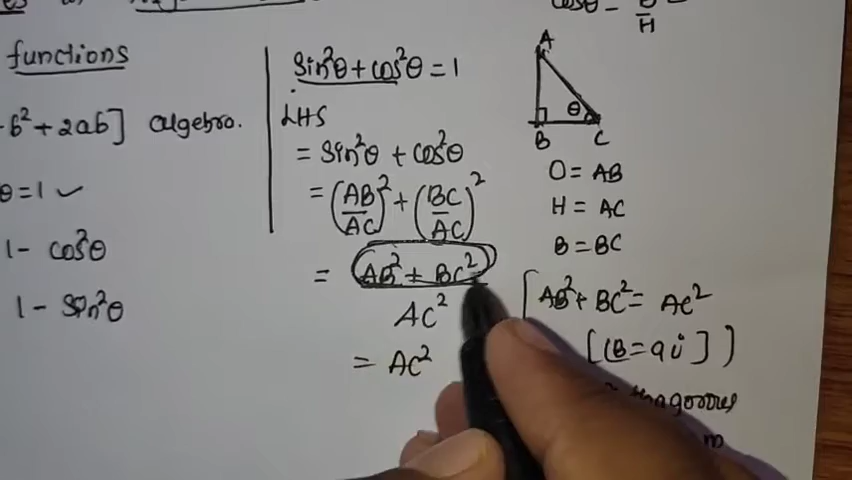 functions
b² + 2ab] algebra.
θ = 1 ✓
1 - cos²θ
1 - sin²θ
sin²θ + cos²θ = 1
LHS
= sin²θ + cos²θ
= (AB/AC)² + (BC/AC)²
= AB² + BC²
AC²
= AC²
cosθ = B/H
A
θ
B C
O = AB
H = AC
B = BC
[AB² + BC² = AC²